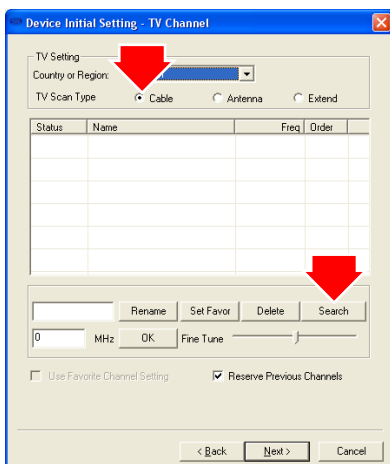 Device Initial Setting - TV Channel
TV Setting
Country or Region:
TV Scan Type Cable Antenna Extend
Status Name Freq Order
Rename Set Favor Delete Search
0 MHz OK Fine Tune
Use Favorite Channel Setting Reserve Previous Channels
< Back Next > Cancel